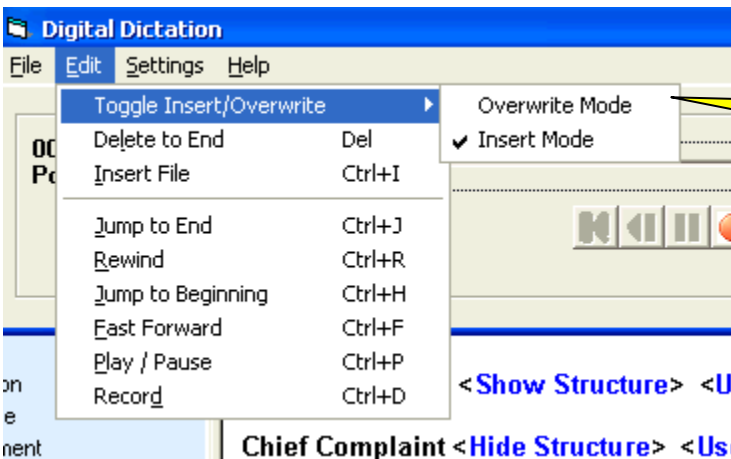 Digital Dictation
File Edit Settings Help
Toggle Insert/Overwrite Overwrite Mode
Delete to End Del Insert Mode
Insert File Ctrl+I
Jump to End Ctrl+J
Rewind Ctrl+R
Jump to Beginning Ctrl+H
Fast Forward Ctrl+F
Play / Pause Ctrl+P
Record Ctrl+D
<Show Structure>
Chief Complaint <Hide Structure>